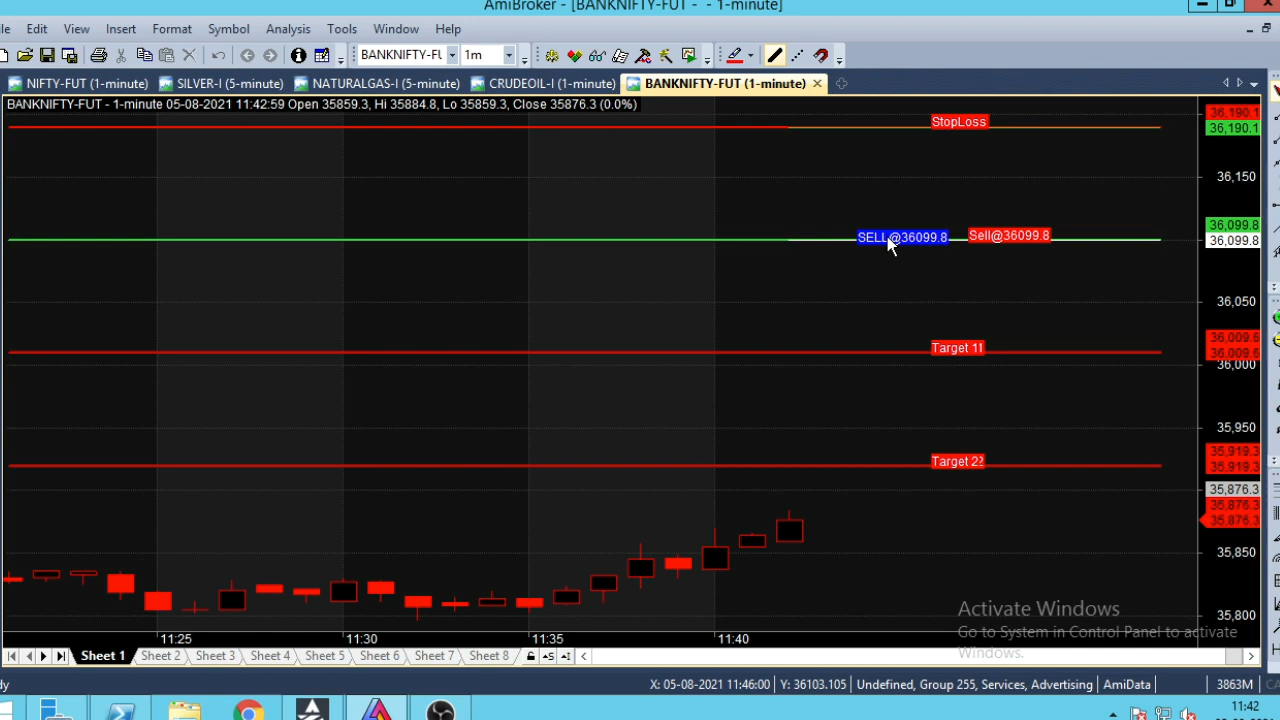 AmiBroker - [BANKNIFTY-FUT - - 1-minute]
Edit View Insert Format Symbol Analysis Tools Window Help
BANKNIFTY-FL 1m
NIFTY-FUT (1-minute) SILVER-I (5-minute) NATURALGAS-I (5-minute) CRUDEOIL-I (1-minute) BANKNIFTY-FUT (1-minute)
BANKNIFTY-FUT - 1-minute 05-08-2021 11:42:59 Open 35859.3, Hi 35884.8, Lo 35859.3, Close 35876.3 (0.0%)
36,190.1
StopLoss
36,190.1
36,150
36,099.8
SELL@36099.8 Sell@36099.8
36,099.8
36,050
36,009.6
Target 11
36,009.6
36,000
35,950
35,919.3
Target 22
35,919.3
35,876.3
35,876.3
35,876.3
35,850
35,800
Activate Windows
Go to System in Control Panel to activate
Windows.
11:25 11:30 11:35 11:40
Sheet 1 Sheet 2 Sheet 3 Sheet 4 Sheet 5 Sheet 6 Sheet 7 Sheet 8
X: 05-08-2021 11:46:00 Y: 36103.105 Undefined, Group 255, Services, Advertising AmiData 3863M
11:42